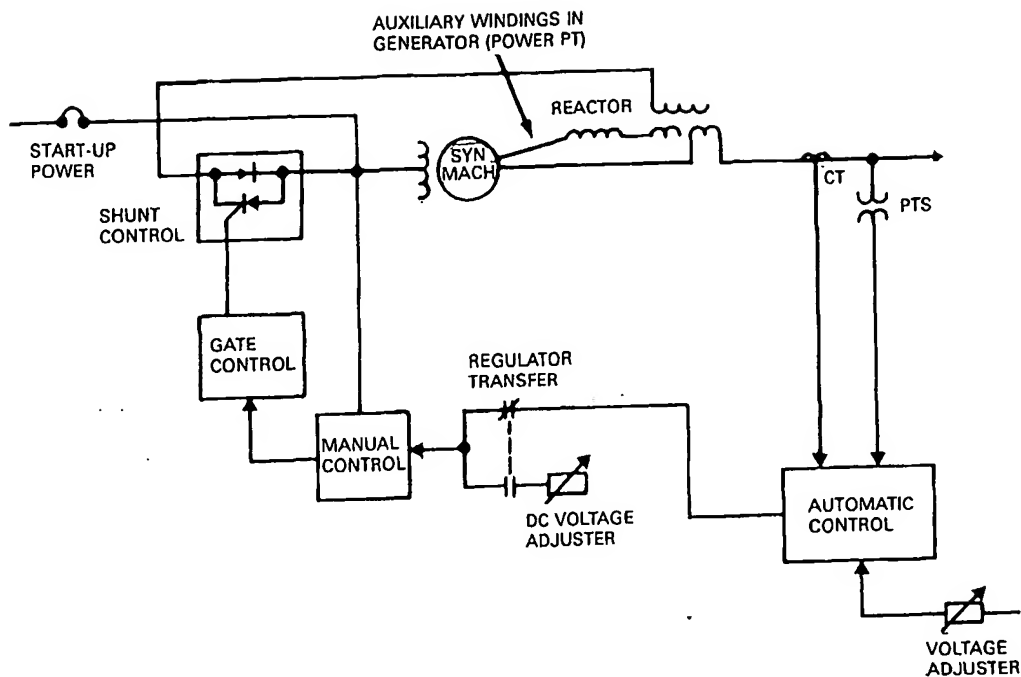 AUXILIARY WINDINGS IN
GENERATOR (POWER PT)
REACTOR
START-UP
POWER
SYN
MACH
CT
PTS
SHUNT
CONTROL
GATE
CONTROL
REGULATOR
TRANSFER
MANUAL
CONTROL
DC VOLTAGE
ADJUSTER
AUTOMATIC
CONTROL
VOLTAGE
ADJUSTER